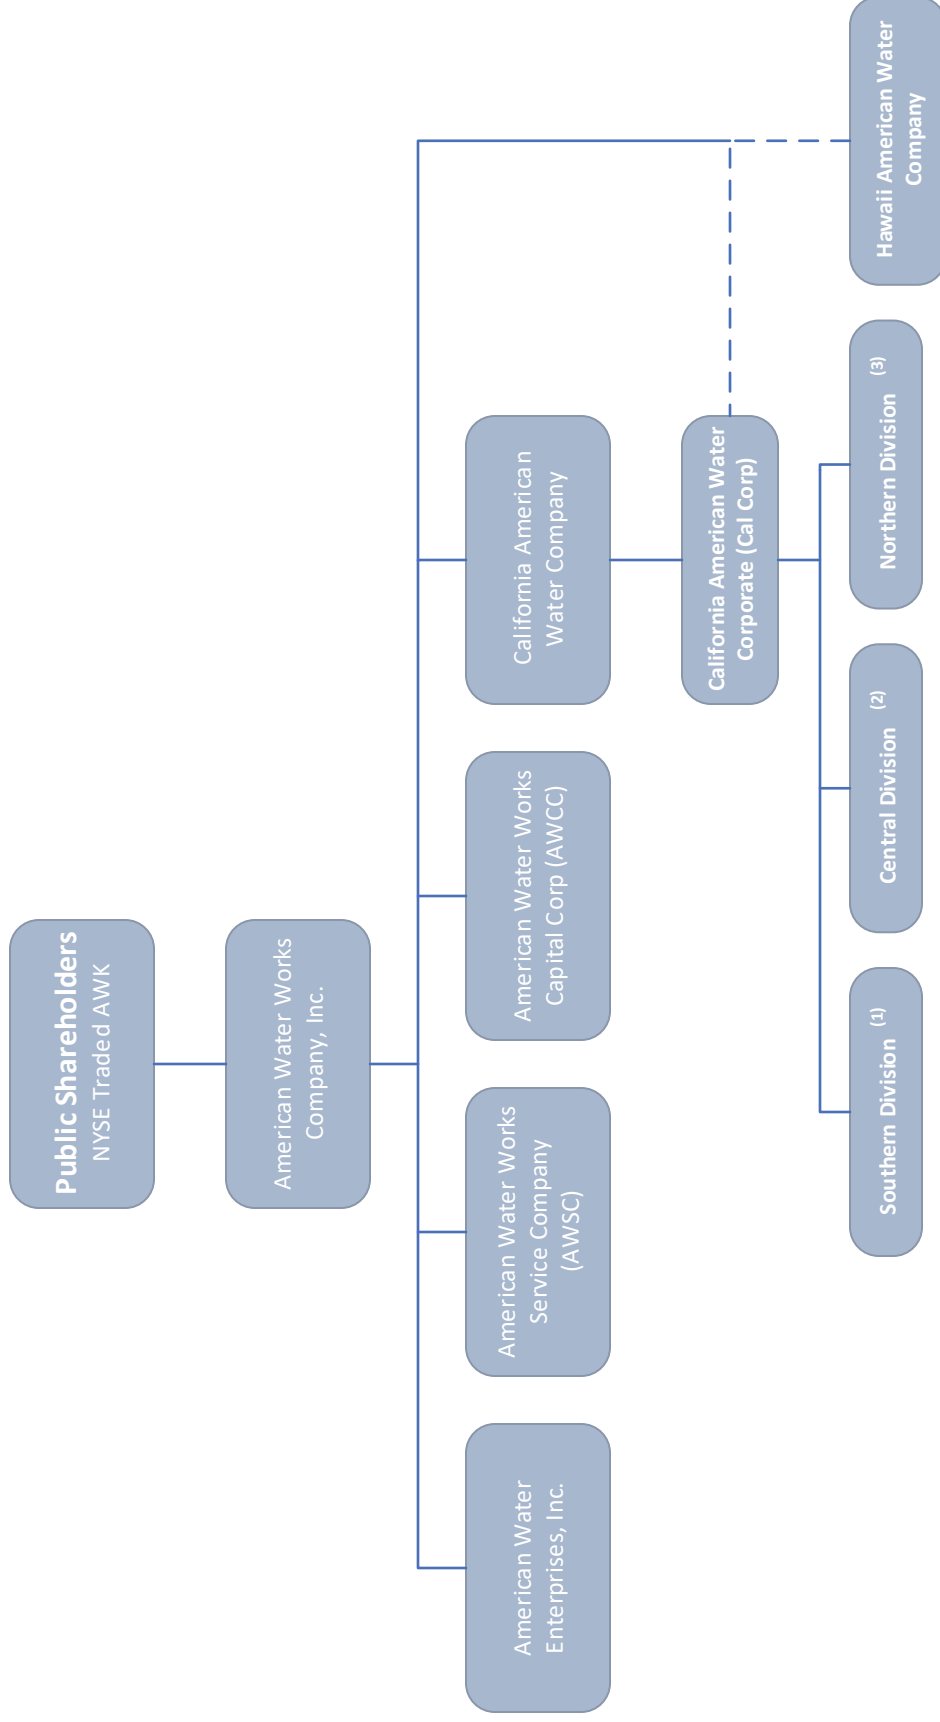 Public Shareholders
NYSE Traded AWK
American Water Works
Company, Inc.
American Water
Enterprises, Inc.
American Water Works
Service Company
(AWSC)
American Water Works
Capital Corp (AWCC)
California American
Water Company
California American Water
Corporate (Cal Corp)
Southern Division (1)
Central Division (2)
Northern Division (3)
Hawaii American Water
Company